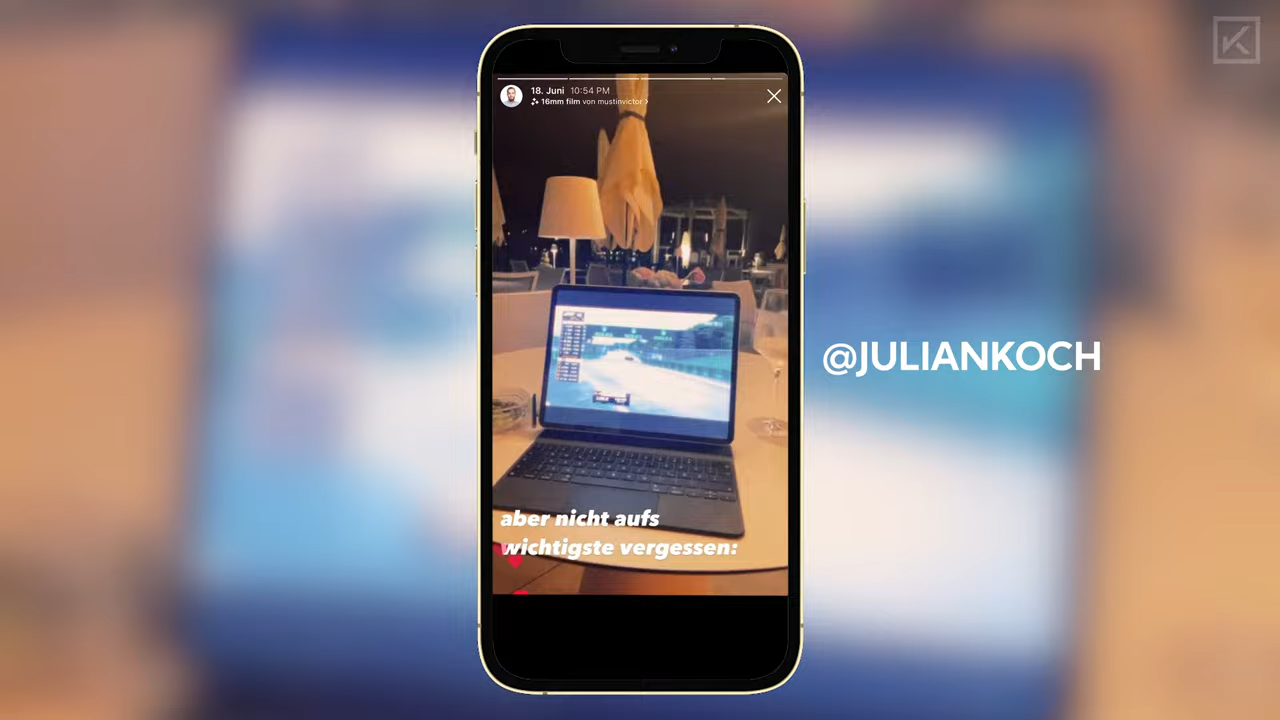 18. Juni 10:54 PM
16mm film von mustinvictor ›
@JULIANKOCH
aber nicht aufs
wichtigste vergessen: